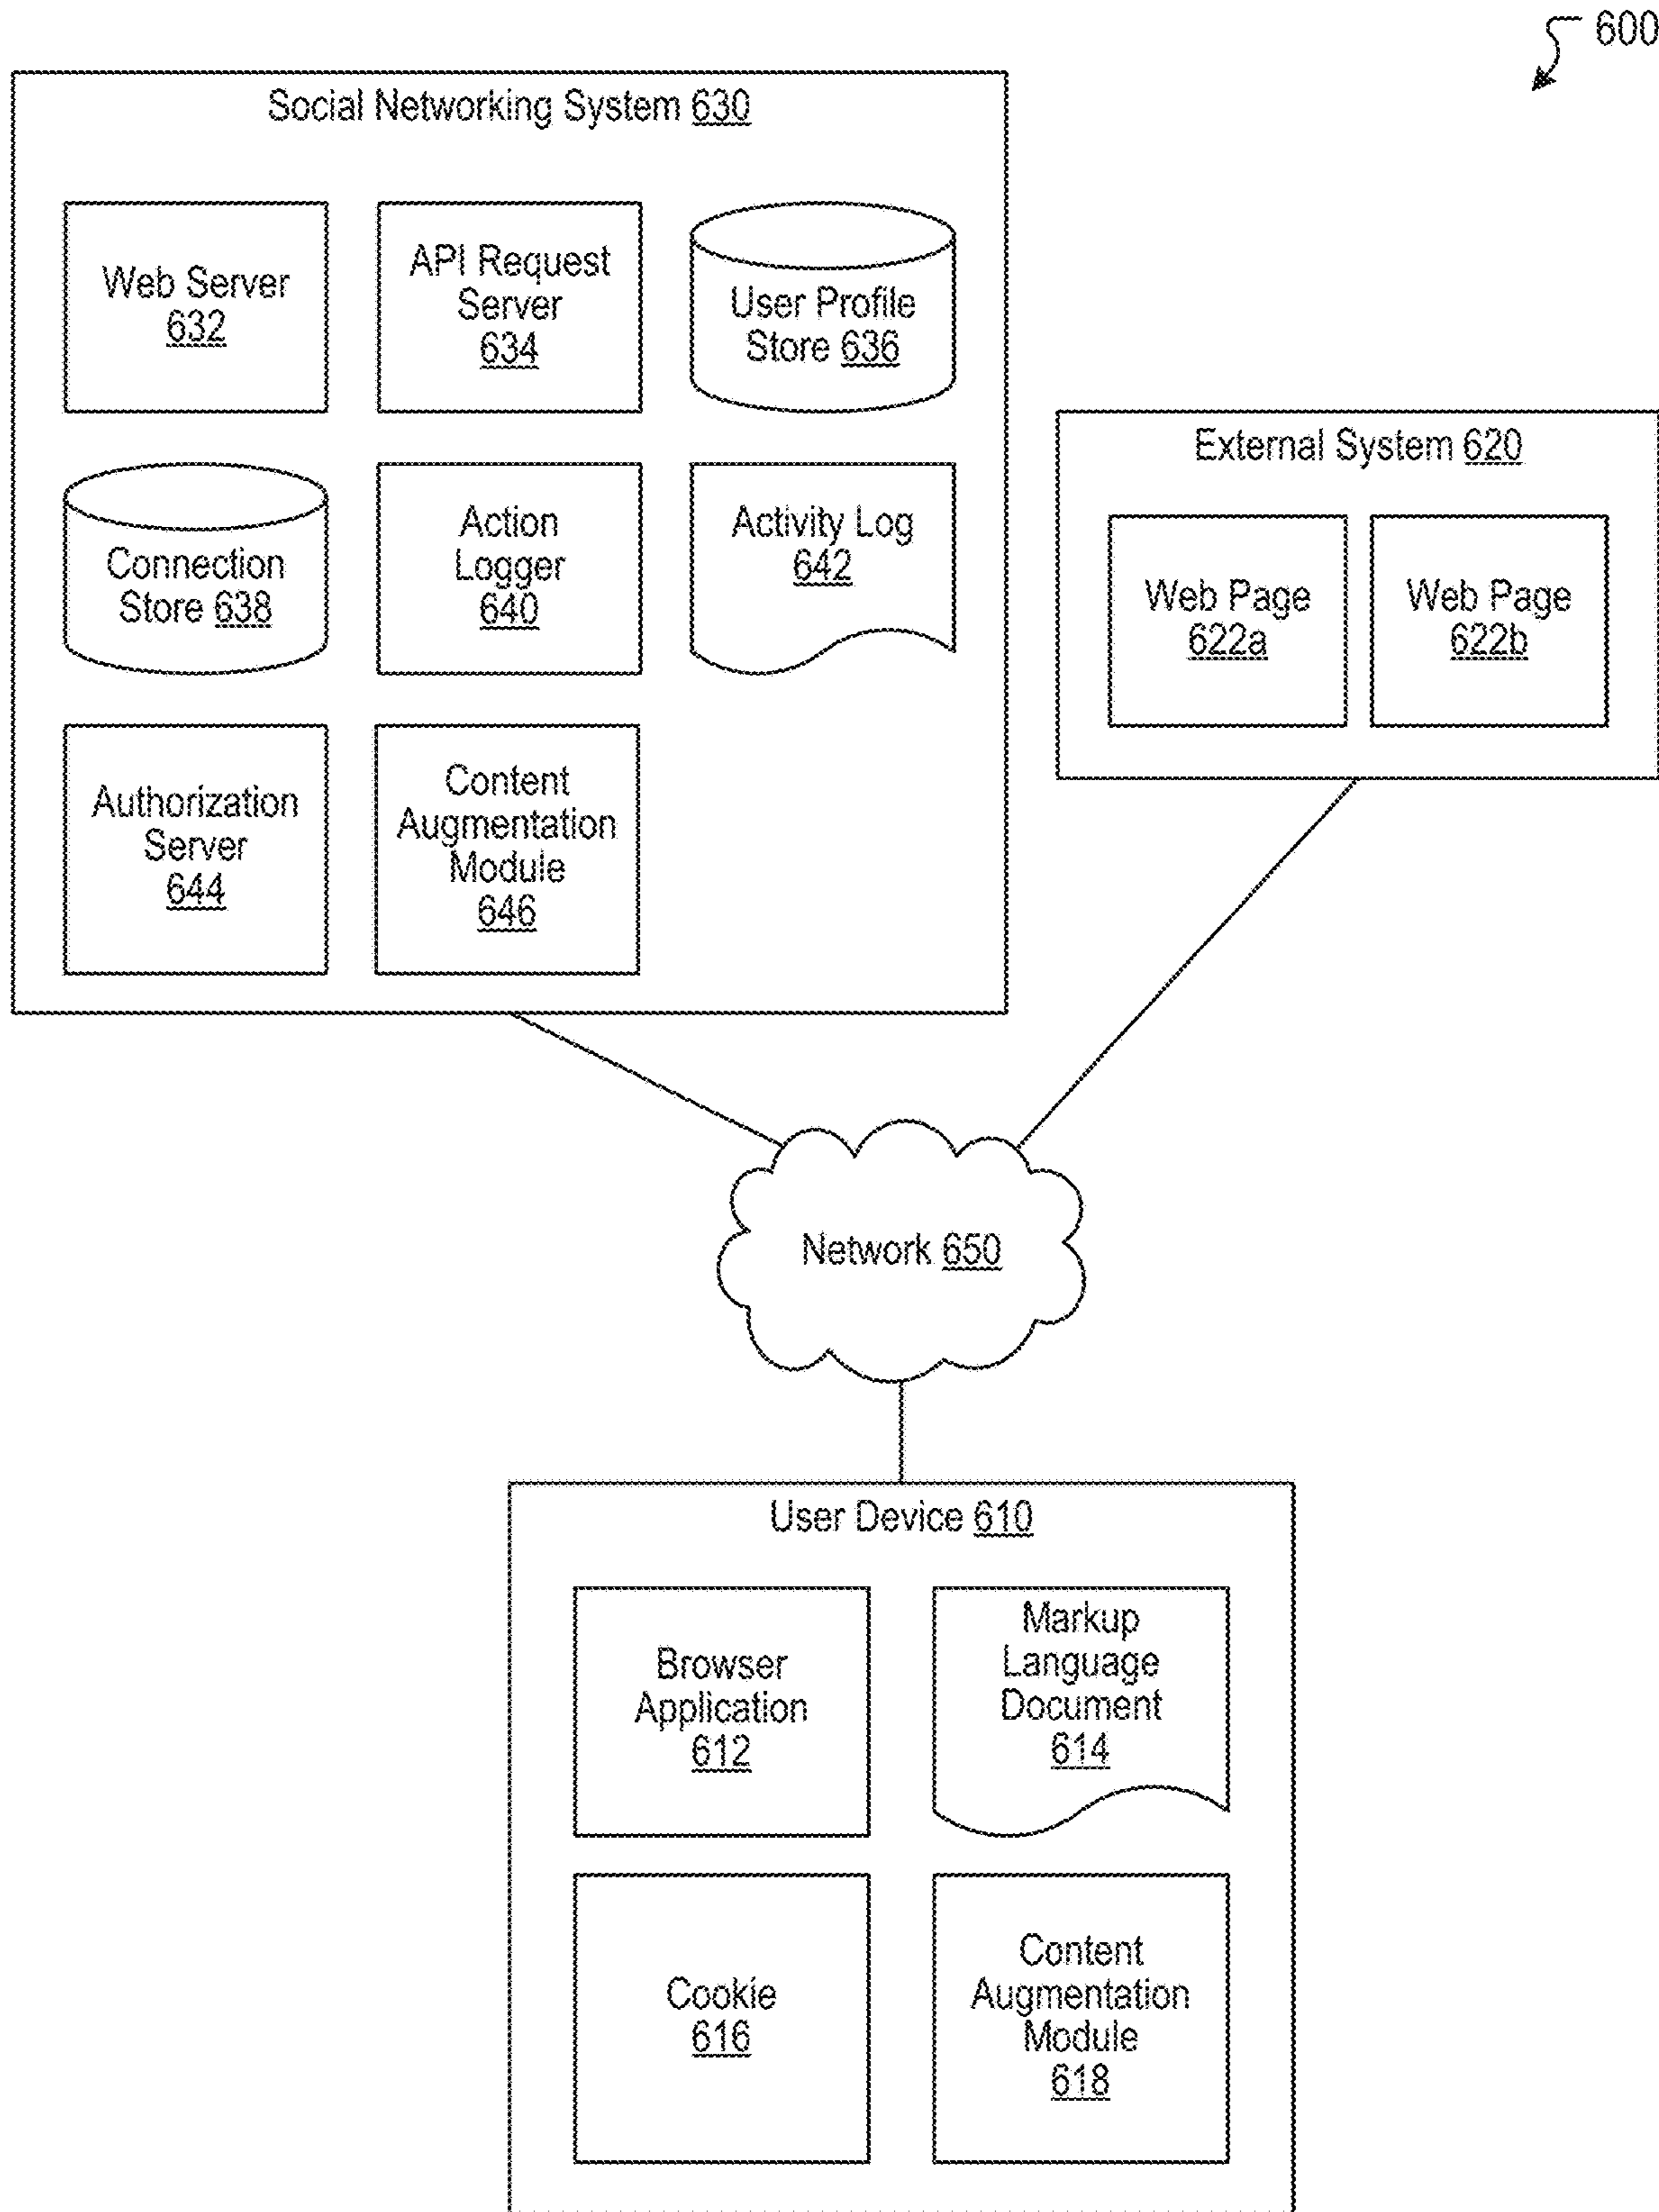 600
Social Networking System 630
Web Server
632
API Request
Server
634
User Profile
Store 636
Connection
Store 638
Action
Logger
640
Activity Log
642
Authorization
Server
644
Content
Augmentation
Module
646
External System 620
Web Page
622a
Web Page
622b
Network 650
User Device 610
Browser
Application
612
Markup
Language
Document
614
Cookie
616
Content
Augmentation
Module
618